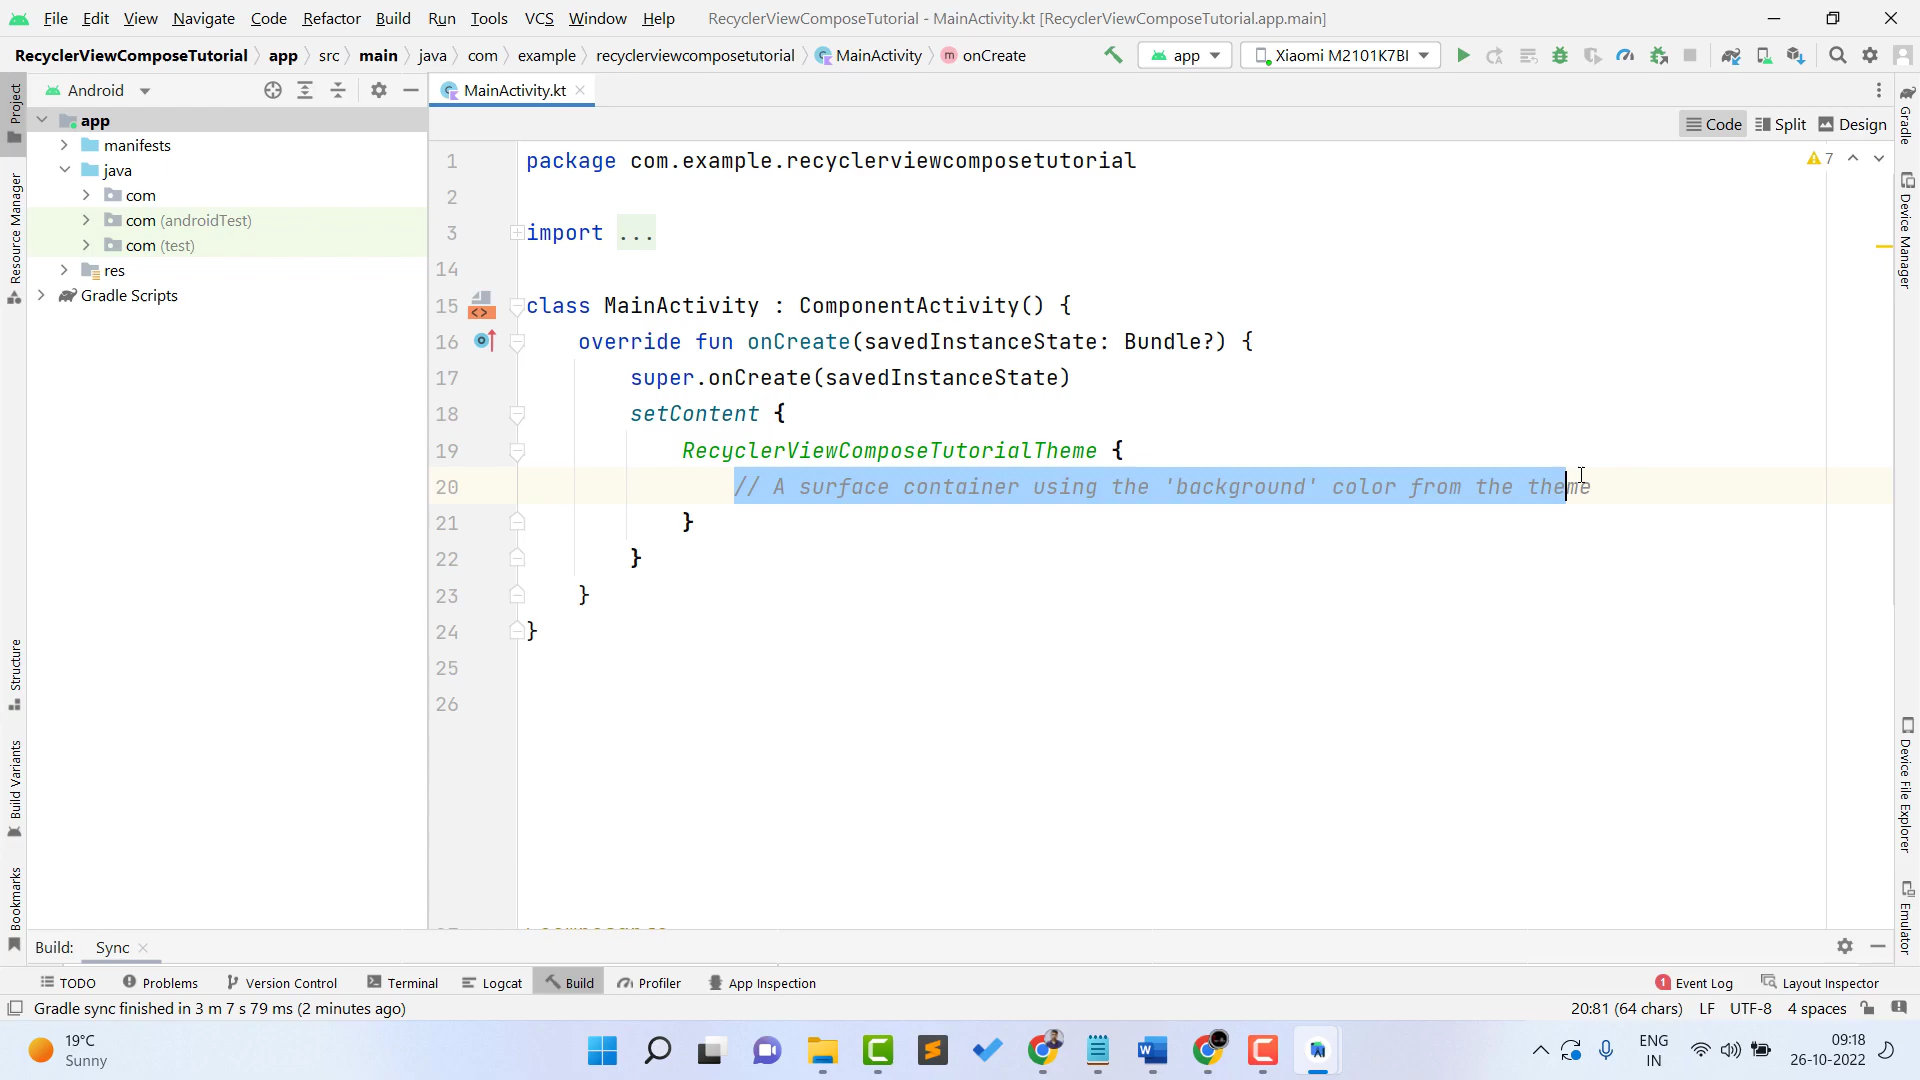 File Edit View Navigate Code Refactor Build Run Tools VCS Window Help RecyclerViewComposeTutorial - MainActivity.kt [RecyclerViewComposeTutorial.app.main]
RecyclerViewComposeTutorial app src main java com example recyclerviewcomposetutorial MainActivity onCreate app Xiaomi M2101K7BI
Android
MainActivity.kt
Code Split Design
app
manifests
java
com
com (androidTest)
com (test)
res
Gradle Scripts
Project
Resource Manager
Structure
Build Variants
Bookmarks
7
1 package com.example.recyclerviewcomposetutorial
2
3 import ...
14
15 class MainActivity : ComponentActivity() {
16 override fun onCreate(savedInstanceState: Bundle?) {
17 super.onCreate(savedInstanceState)
18 setContent {
19 RecyclerViewComposeTutorialTheme {
20 // A surface container using the 'background' color from the theme
21 }
22 }
23 }
24 }
25
26
Gradle
Device Manager
Device File Explorer
Emulator
Build: Sync
TODO Problems Version Control Terminal Logcat Build Profiler App Inspection 1 Event Log Layout Inspector
Gradle sync finished in 3 m 7 s 79 ms (2 minutes ago) 20:81 (64 chars) LF UTF-8 4 spaces
19°C
Sunny
ENG
IN
09:18
26-10-2022